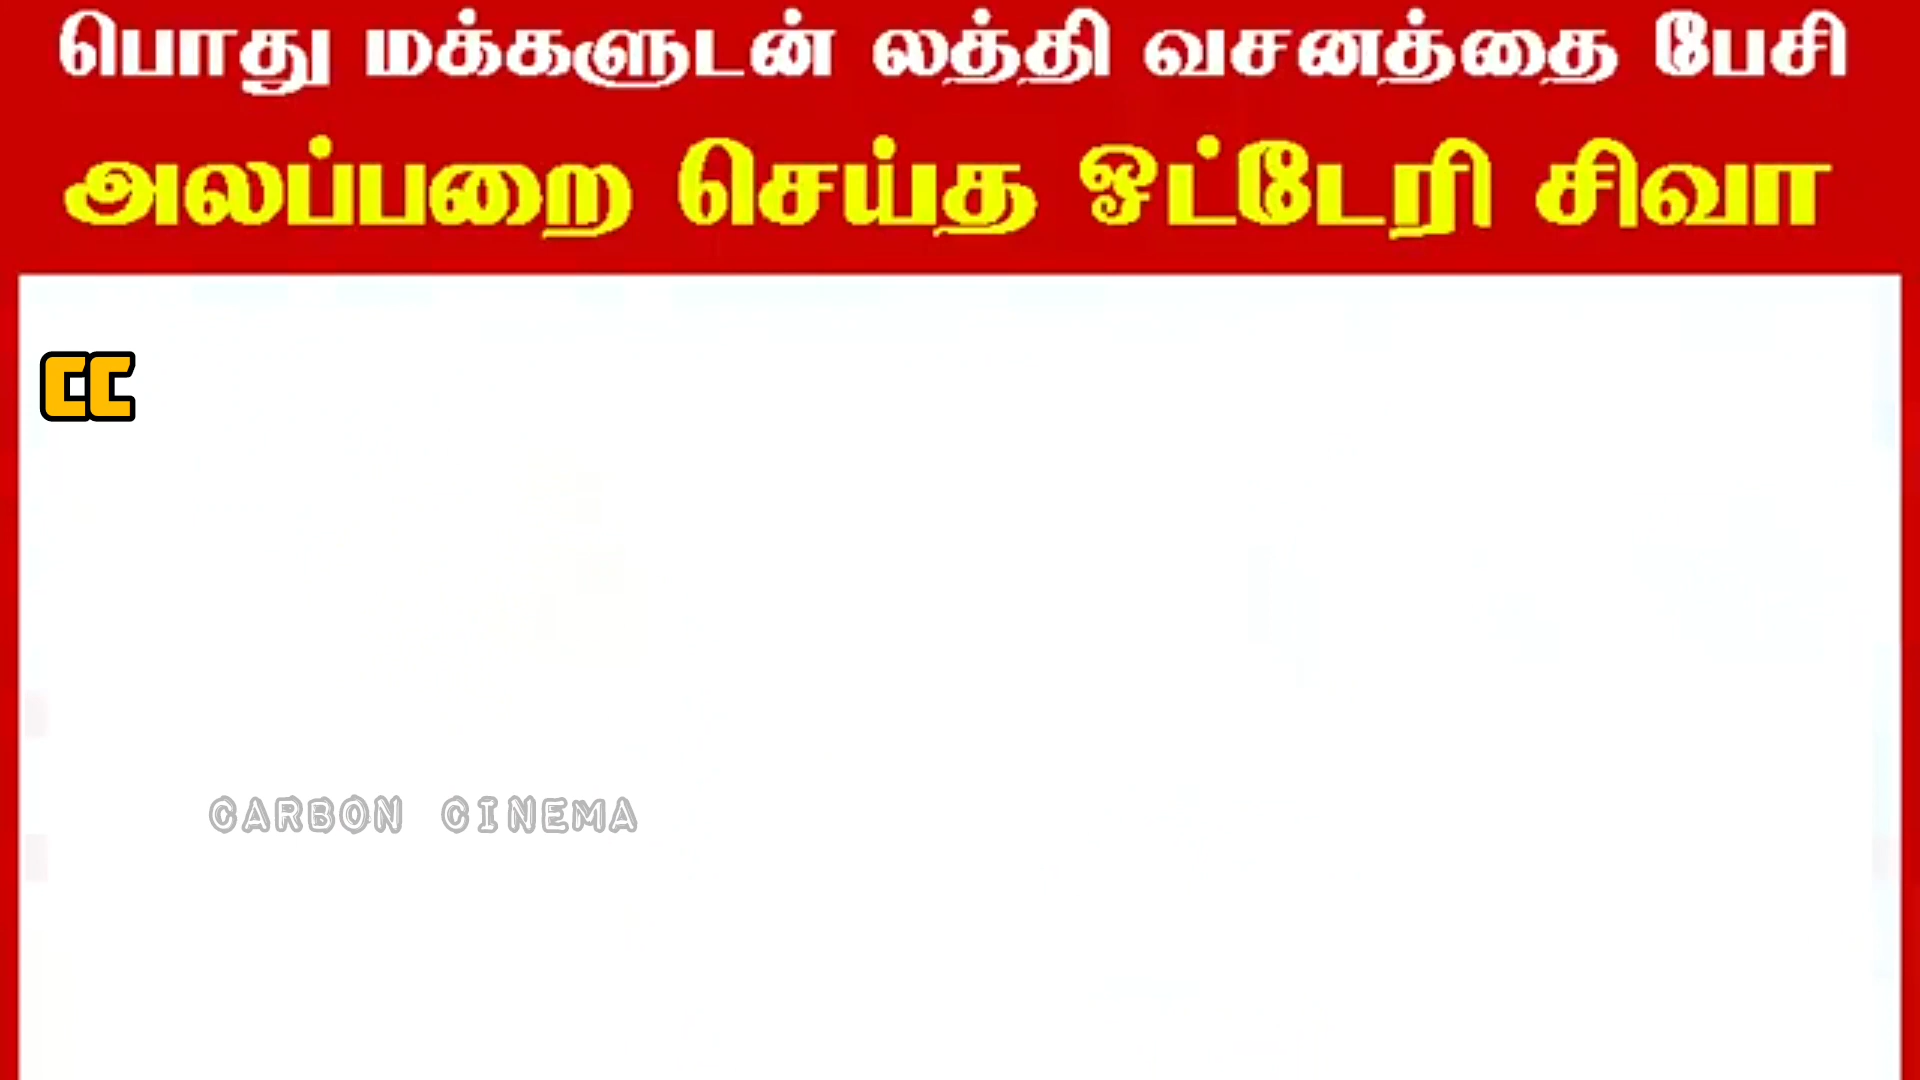 பொது மக்களுடன் லத்தி வசனத்தை பேசி
அலப்பறை செய்த ஓட்டேரி சிவா
CC
CARBON CINEMA